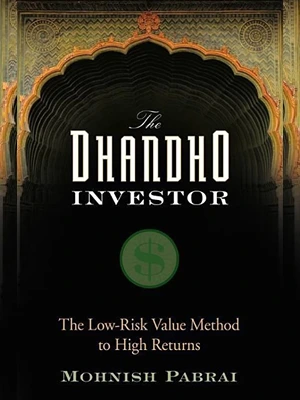 The
DHANDHO
INVESTOR
$
The Low-Risk Value Method
to High Returns
MOHNISH PABRAI